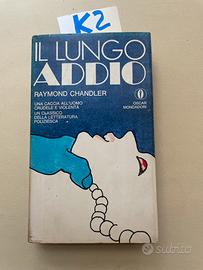 K2
IL LUNGO
ADDIO
RAYMOND CHANDLER
UNA CACCIA ALL'UOMO
CRUDELE E VIOLENTA
UN CLASSICO
DELLA LETTERATURA
POLIZIESCA
OSCAR
MONDADORI
subito